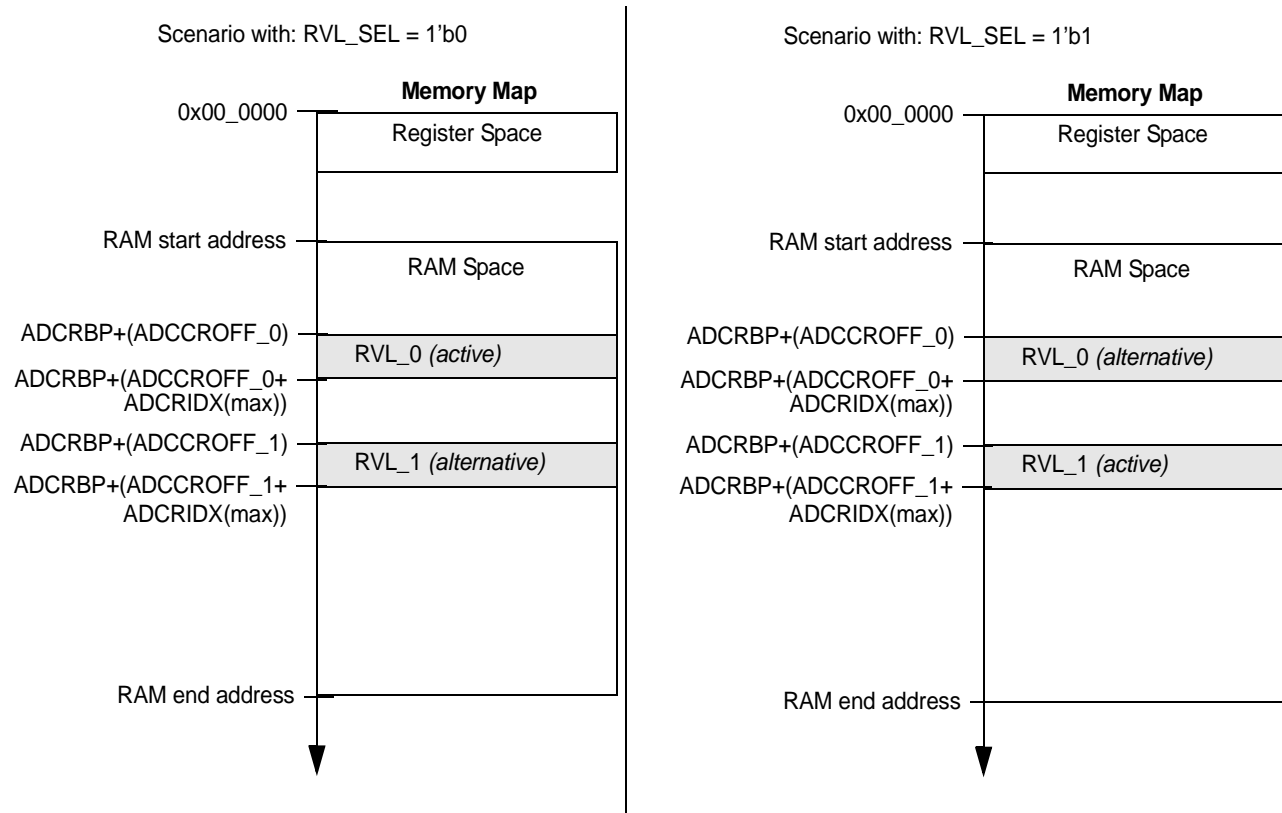 Scenario with: RVL_SEL = 1'b0
Memory Map
0x00_0000
Register Space
RAM start address
RAM Space
ADCRBP+(ADCCROFF_0)
RVL_0 (active)
ADCRBP+(ADCCROFF_0+
ADCRIDX(max))
ADCRBP+(ADCCROFF_1)
RVL_1 (alternative)
ADCRBP+(ADCCROFF_1+
ADCRIDX(max))
RAM end address
Scenario with: RVL_SEL = 1'b1
Memory Map
0x00_0000
Register Space
RAM start address
RAM Space
ADCRBP+(ADCCROFF_0)
RVL_0 (alternative)
ADCRBP+(ADCCROFF_0+
ADCRIDX(max))
ADCRBP+(ADCCROFF_1)
RVL_1 (active)
ADCRBP+(ADCCROFF_1+
ADCRIDX(max))
RAM end address